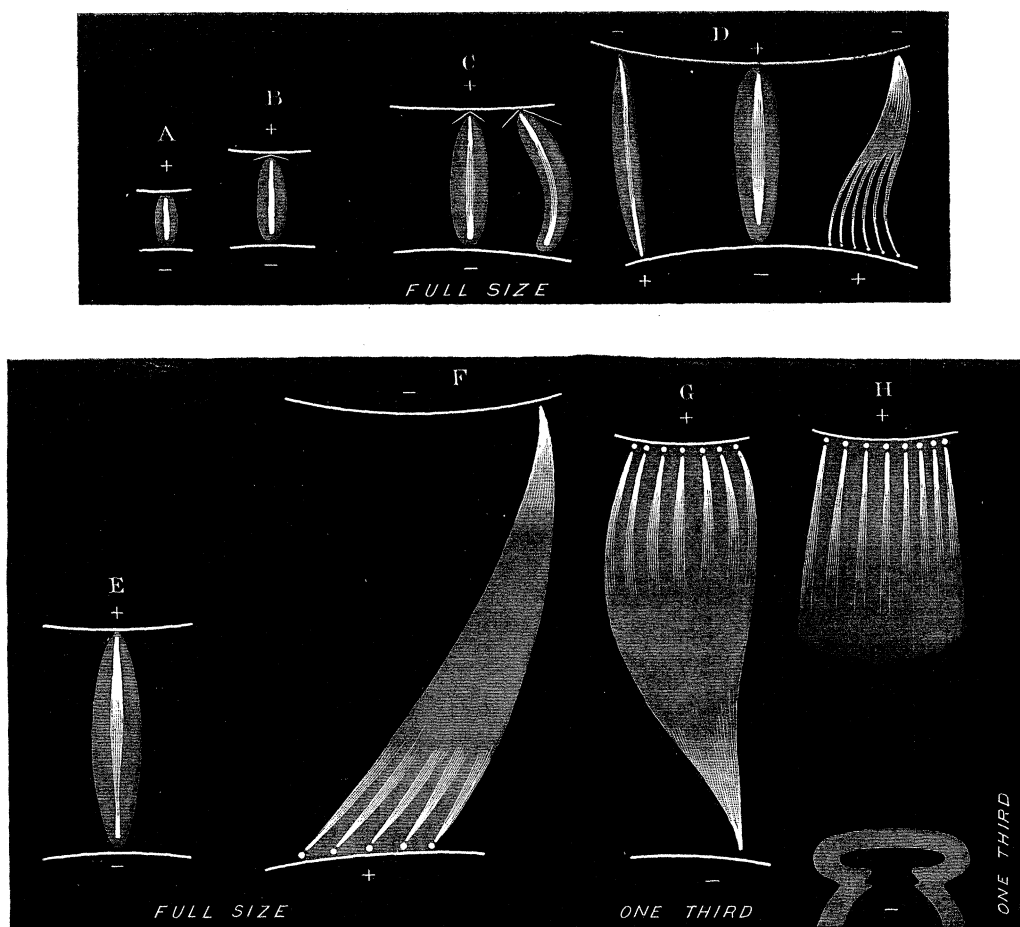 A
+
−
B
+
−
C
+
−
− D + −
+ − +
FULL SIZE
E
+
−
− F
+
FULL SIZE
G
+
−
ONE THIRD
H
+
−
ONE THIRD